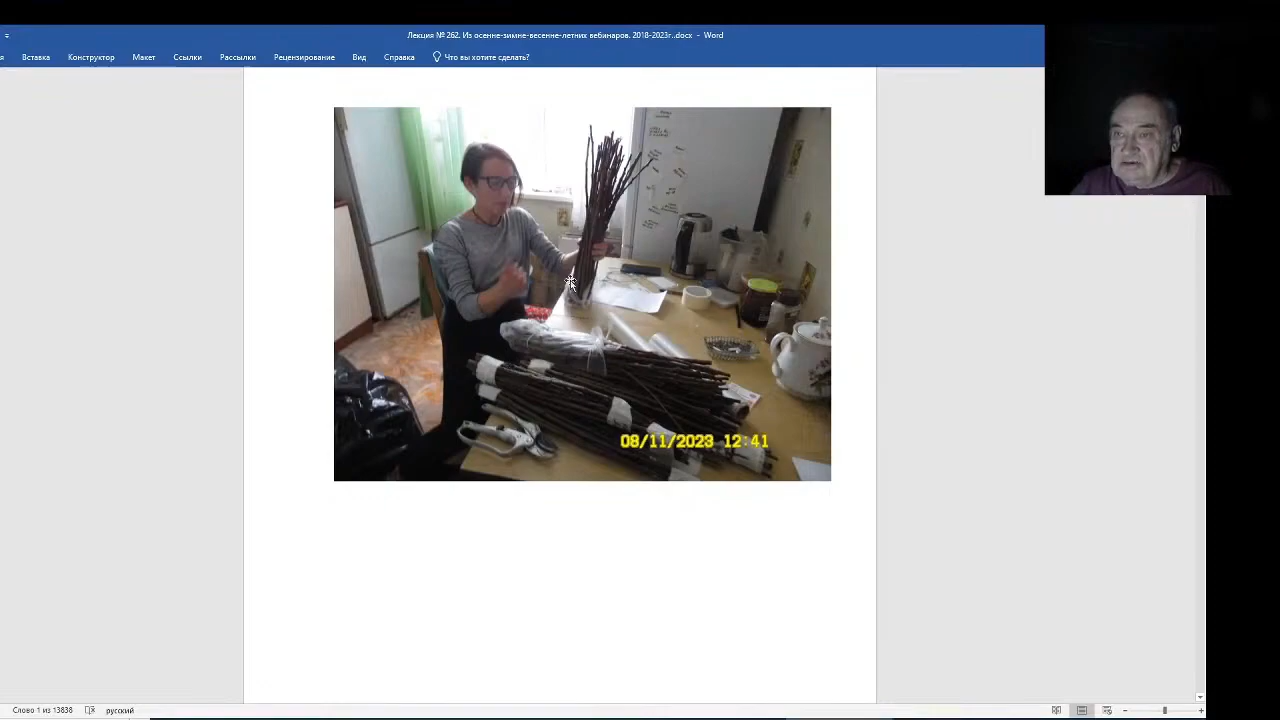 Лекция № 262. Из осенне-зимне-весенне-летних вебинаров. 2018-2023г..docx - Word
Вставка Конструктор Макет Ссылки Рассылки Рецензирование Вид Справка Что вы хотите сделать?
08/11/2023 12:41
Слово 1 из 13838 русский